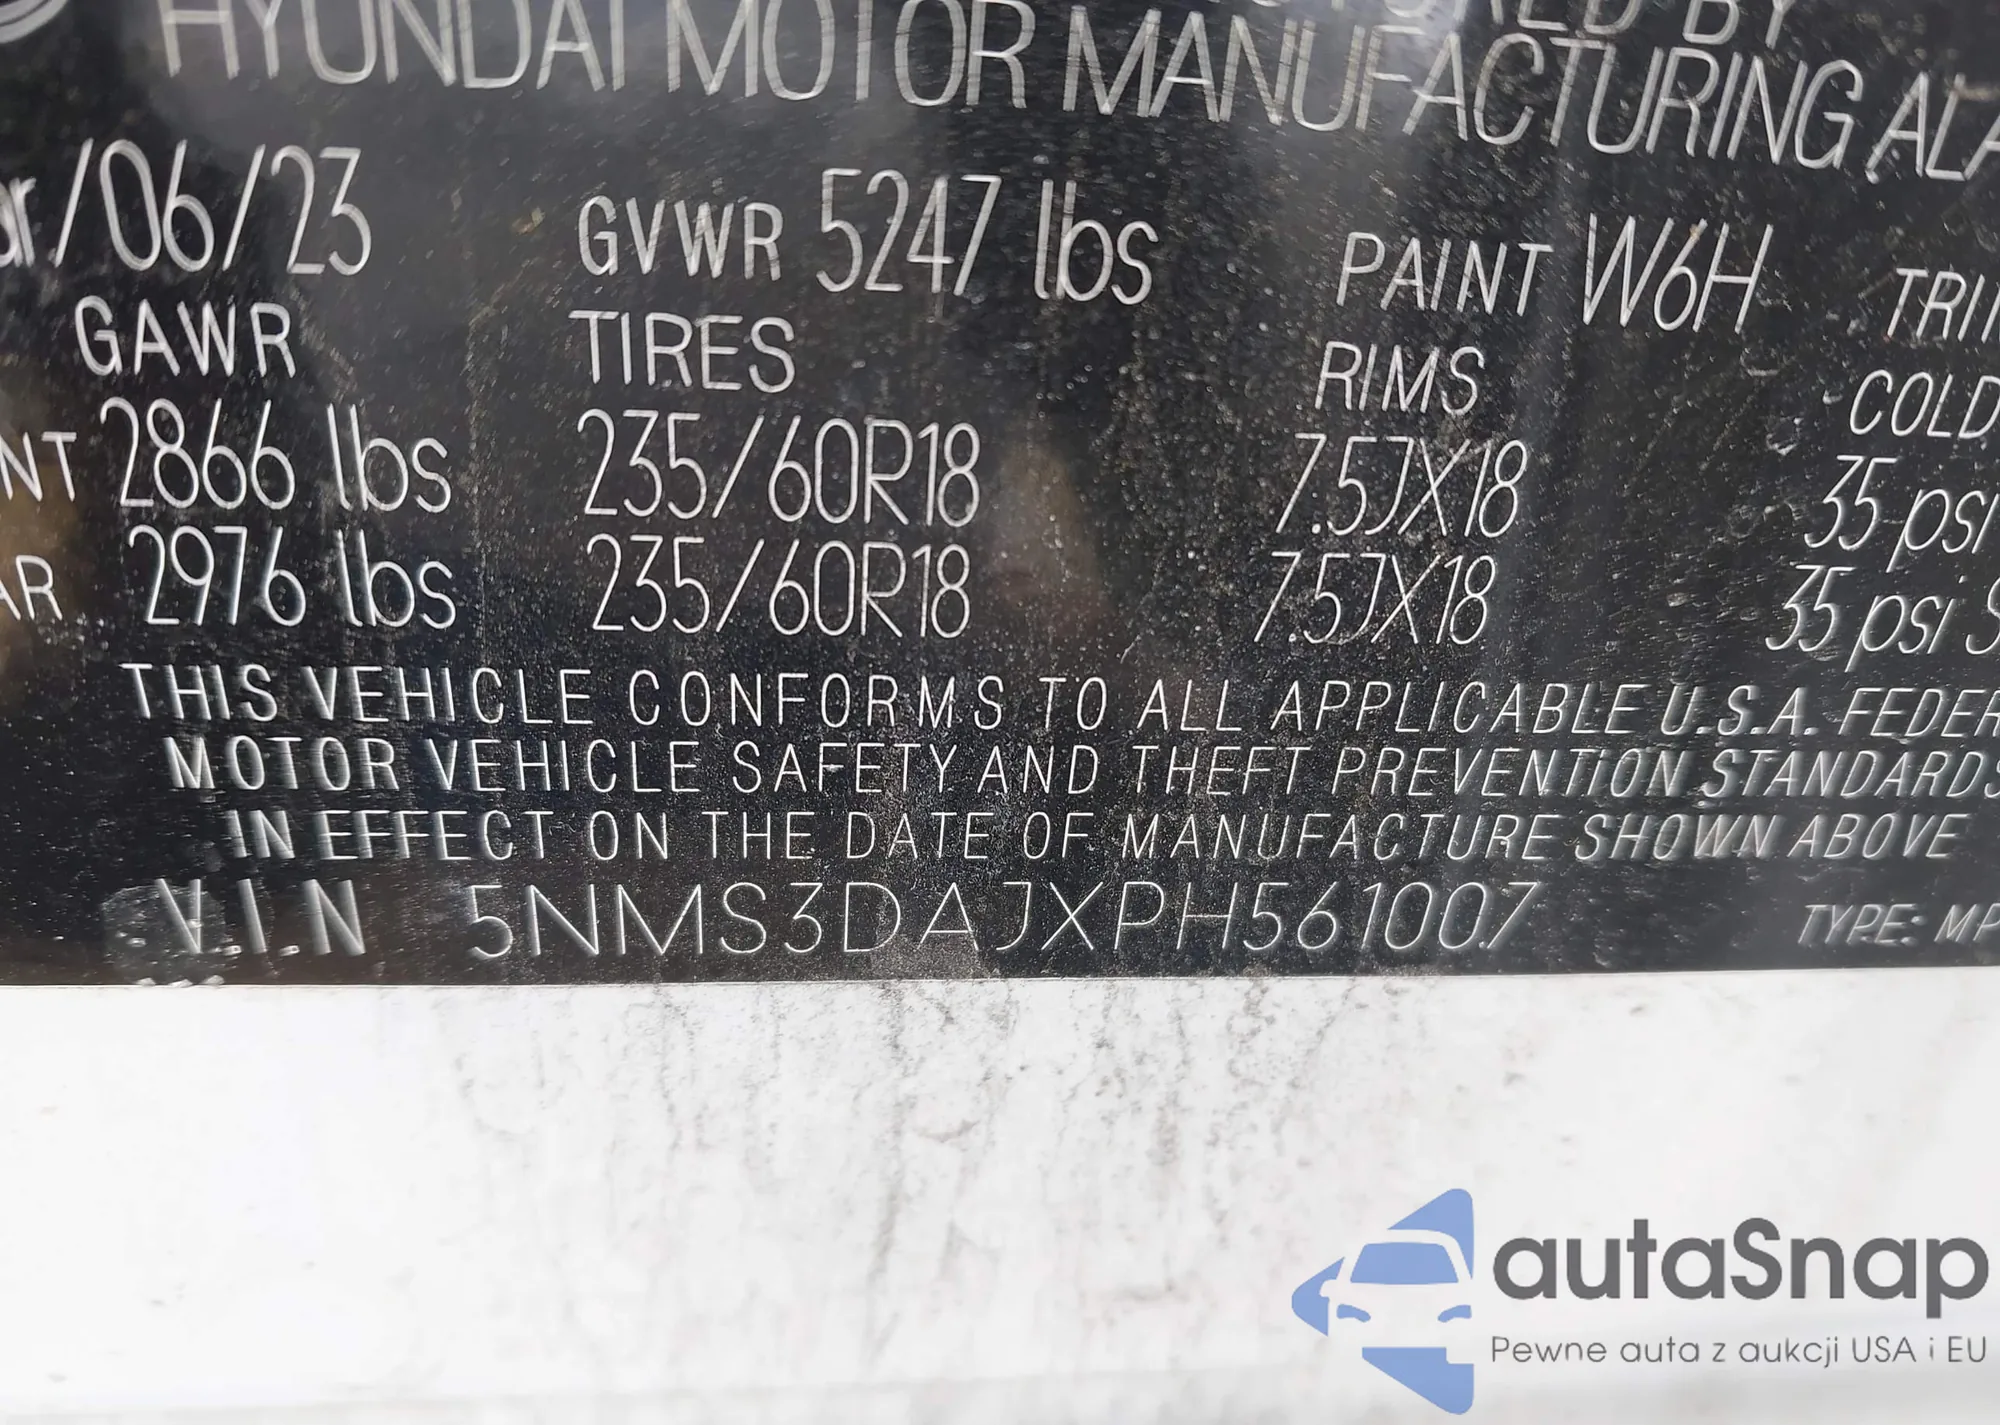 HYUNDAI MOTOR MANUFACTURING ALA
/06/23 GVWR 5247 lbs PAINT W6H
GAWR TIRES RIMS COLD
2866 lbs 235/60R18 7.5JX18 35 psi
2976 lbs 235/60R18 7.5JX18 35 psi
THIS VEHICLE CONFORMS TO ALL APPLICABLE U.S.A. FEDER
MOTOR VEHICLE SAFETY AND THEFT PREVENTION STANDARDS
IN EFFECT ON THE DATE OF MANUFACTURE SHOWN ABOVE
V.I.N 5NMS3DAJXPH561007 TYPE: MP
autaSnap
Pewne auta z aukcji USA i EU